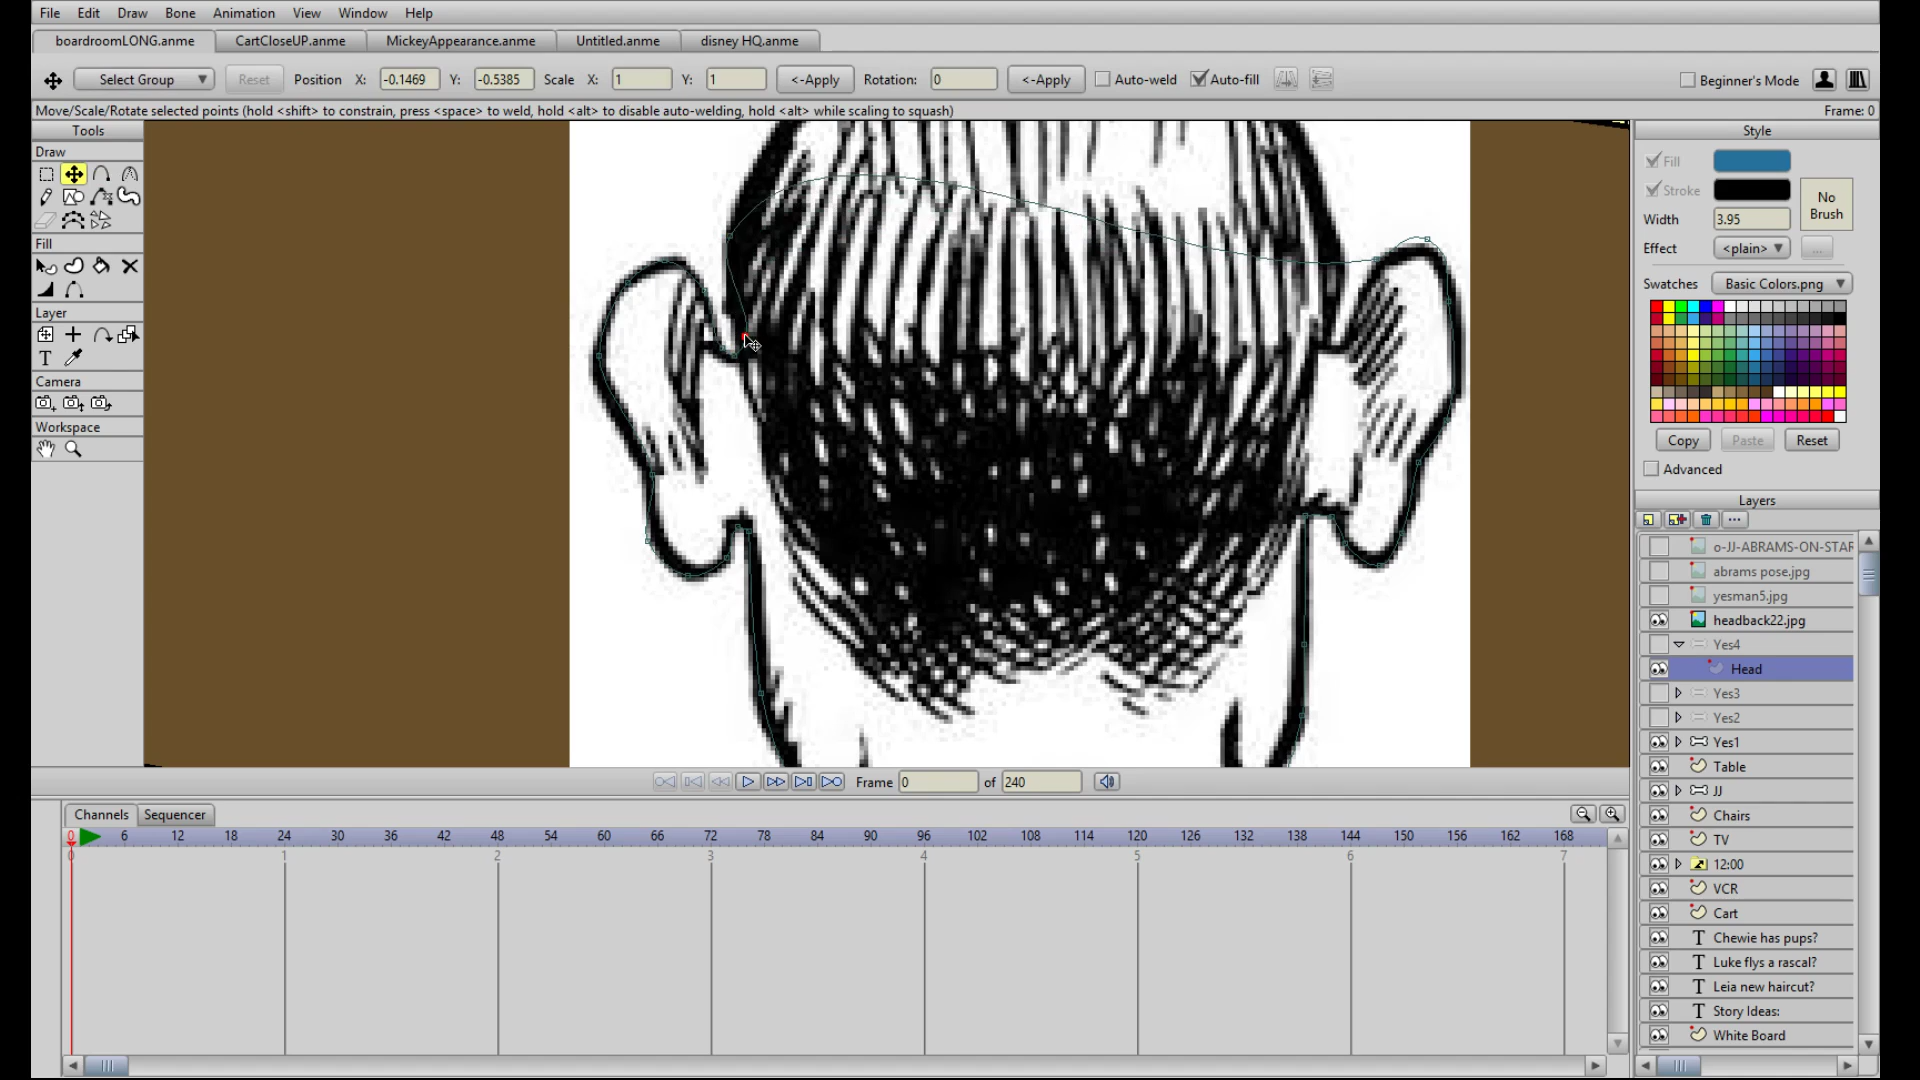 File Edit Draw Bone Animation View Window Help
boardroomLONG.anme CartCloseUP.anme MickeyAppearance.anme Untitled.anme disney HQ.anme
Select Group Reset Position X: -0.1469 Y: -0.5385 Scale X: 1 Y: 1 <-Apply Rotation: 0 <-Apply Auto-weld Auto-fill Beginner's Mode
Move/Scale/Rotate selected points (hold <shift> to constrain, press <space> to weld, hold <alt> to disable auto-welding, hold <alt> while scaling to squash) Frame: 0
Tools
Draw
Fill
Layer
T
Camera
Workspace
Style
Fill
Stroke
No
Brush
Width 3.95
Effect <plain> ...
Swatches Basic Colors.png
Copy Paste Reset
Advanced
Layers
o-JJ-ABRAMS-ON-STAR
abrams pose.jpg
yesman5.jpg
headback22.jpg
Yes4
Head
Yes3
Yes2
Yes1
Table
JJ
Chairs
TV
12:00
VCR
Cart
T Chewie has pups?
T Luke flys a rascal?
T Leia new haircut?
T Story Ideas:
White Board
Frame 0 of 240
Channels Sequencer
0 6 12 18 24 30 36 42 48 54 60 66 72 78 84 90 96 102 108 114 120 126 132 138 144 150 156 162 168
0 1 2 3 4 5 6 7